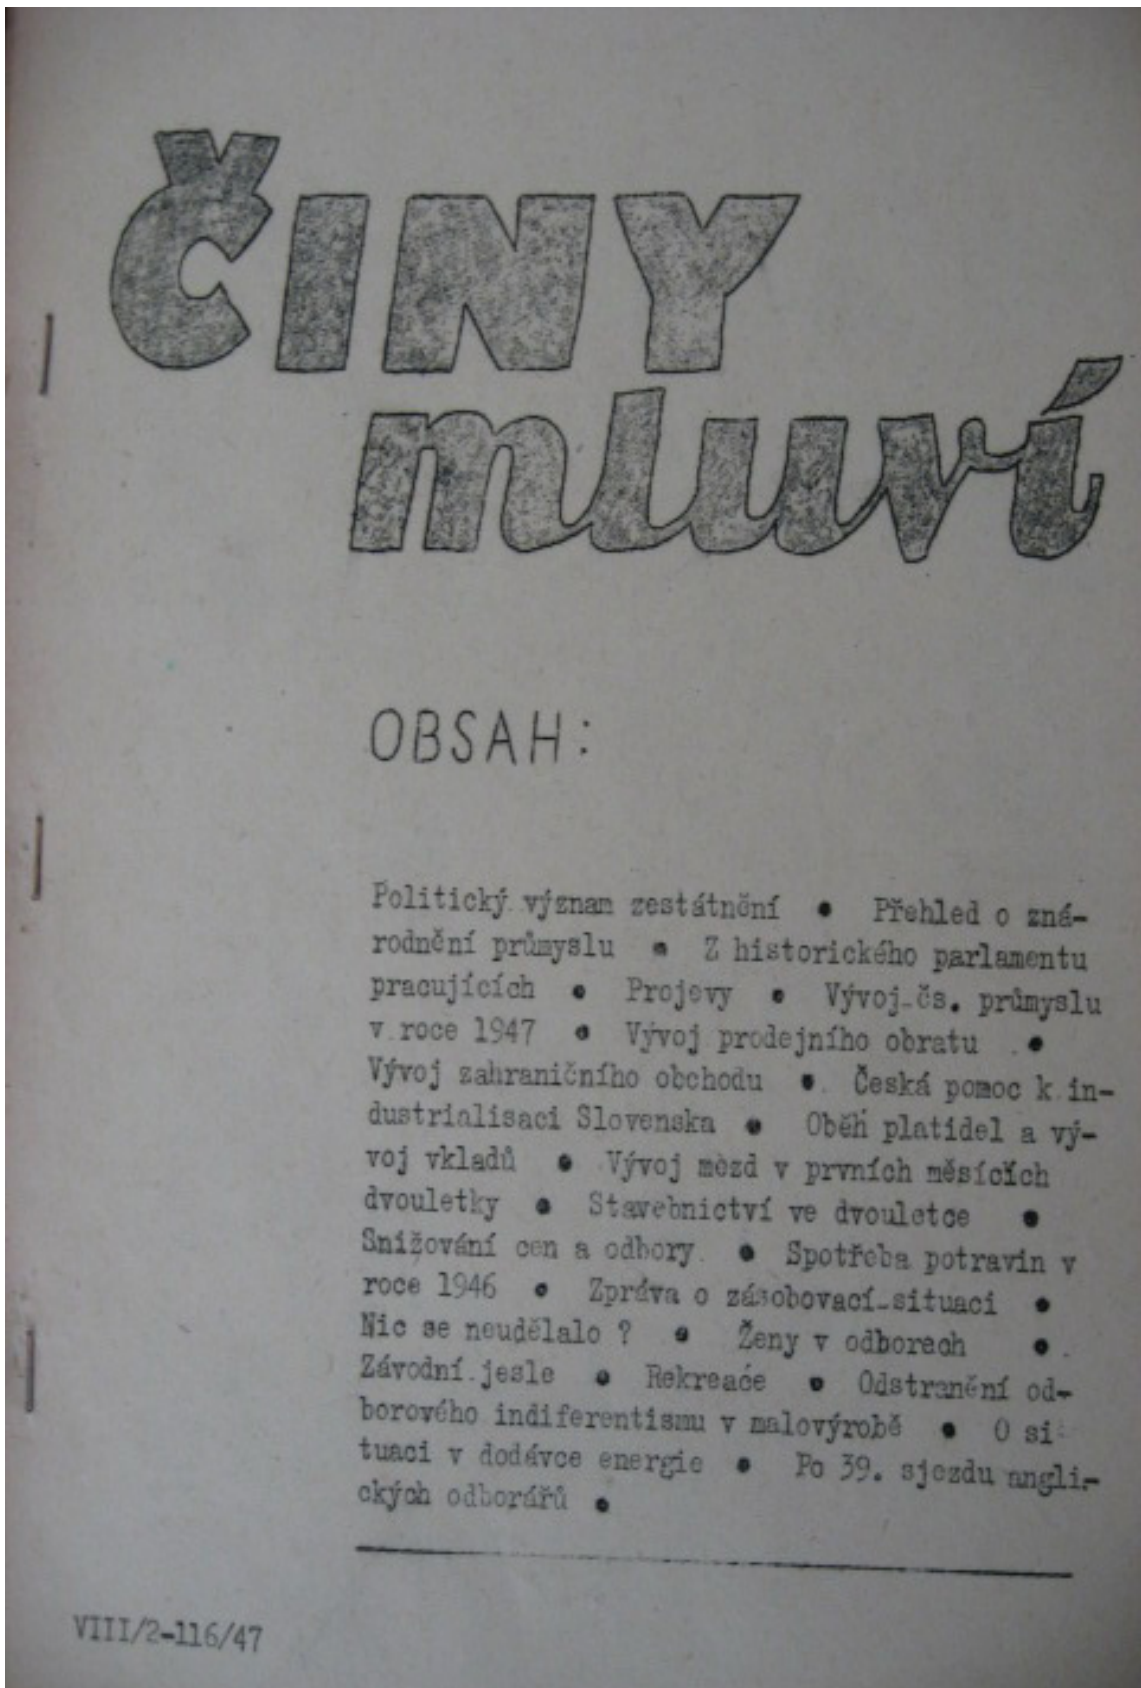 ČINY
mluví
OBSAH:
Politický význam zestátnění • Přehled o zná-
rodnění průmyslu • Z historického parlamentu
pracujících • Projevy • Vývoj čs. průmyslu
v roce 1947 • Vývoj prodejního obratu •
Vývoj zahraničního obchodu • Česká pomoc k in-
dustrialisaci Slovenska • Oběh platidel a vý-
voj vkladů • Vývoj mezd v prvních měsících
dvouletky • Stavebnictví ve dvouletce •
Snižování cen a odbory • Spotřeba potravin v
roce 1946 • Zpráva o zásobovací situaci •
Nic se neudělalo ? • Ženy v odborech •
Závodní jesle • Rekreace • Odstranění od-
borového indiferentismu v malovýrobě • O si
tuaci v dodávce energie • Po 39. sjezdu angli-
ckých odborářů •
VIII/2-116/47